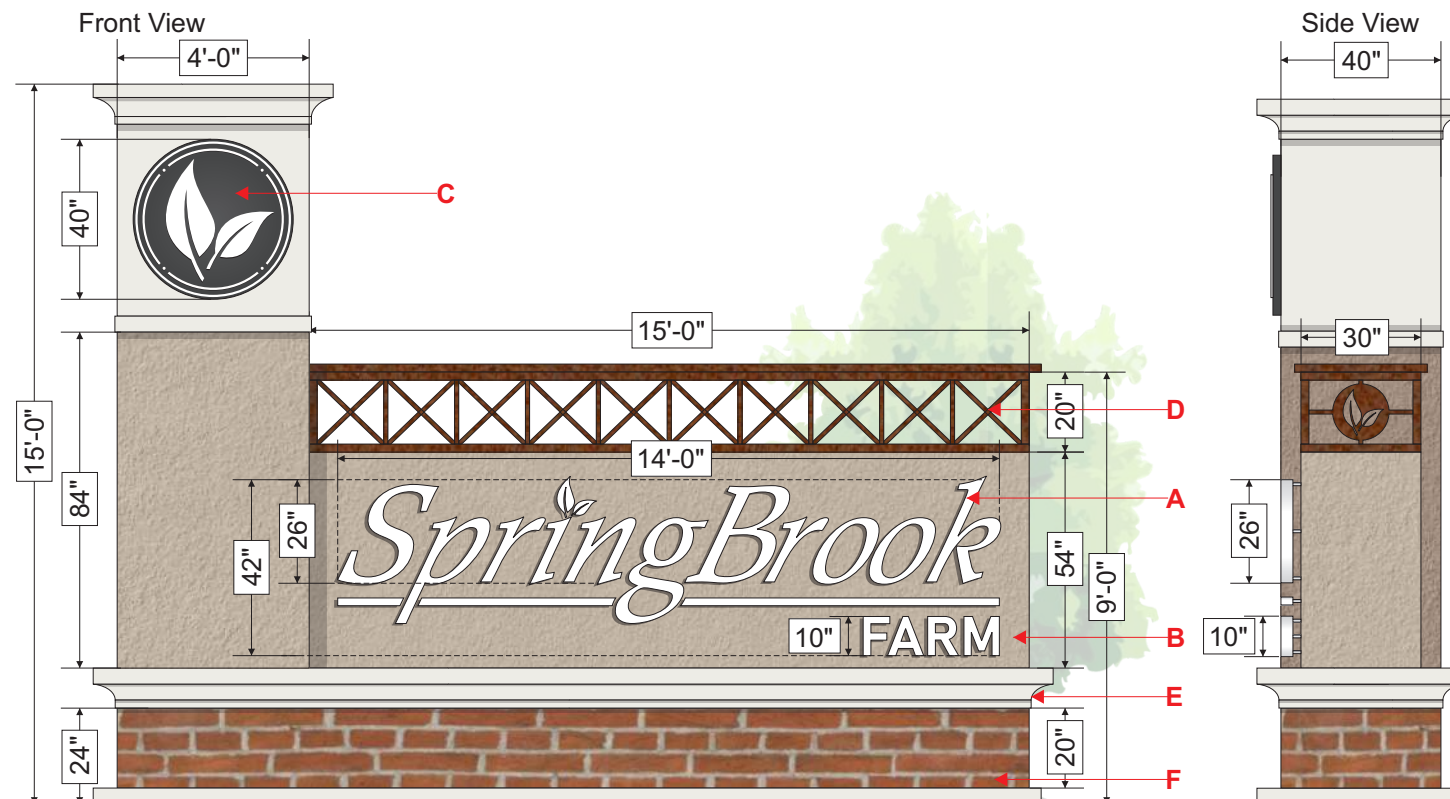 Front View
Side View
4'-0"
40"
C
40"
15'-0"
30"
15'-0"
20"
D
14'-0"
84"
26"
42"
SpringBrook
A
54"
9'-0"
26"
10"
FARM
B
10"
E
24"
20"
F